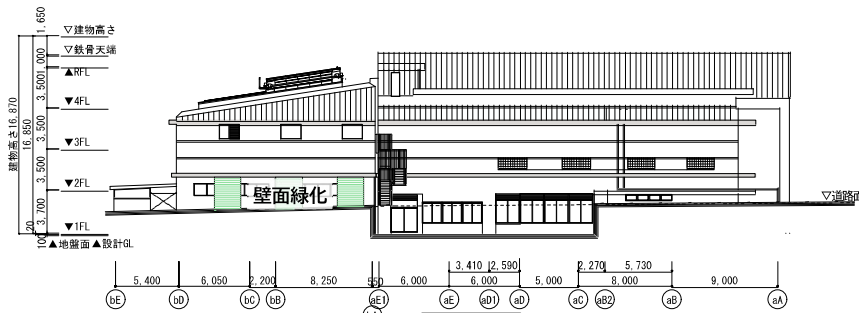 1,650
▽建物高さ
▽鉄骨天端
1,000
▲RFL
3,500
▼4FL
3,500
▼3FL
3,500
▼2FL
3,700
▼1FL
建物高さ16,870
16,850
20
100
▲地盤面 ▲設計GL
壁面緑化
▽道路面
3,410 2,590 2,270 5,730
5,400 6,050 2,200 8,250 550 6,000 6,000 5,000 8,000 9,000
bE bD bC bB aE1 aE aD1 aD aC aB2 aB aA